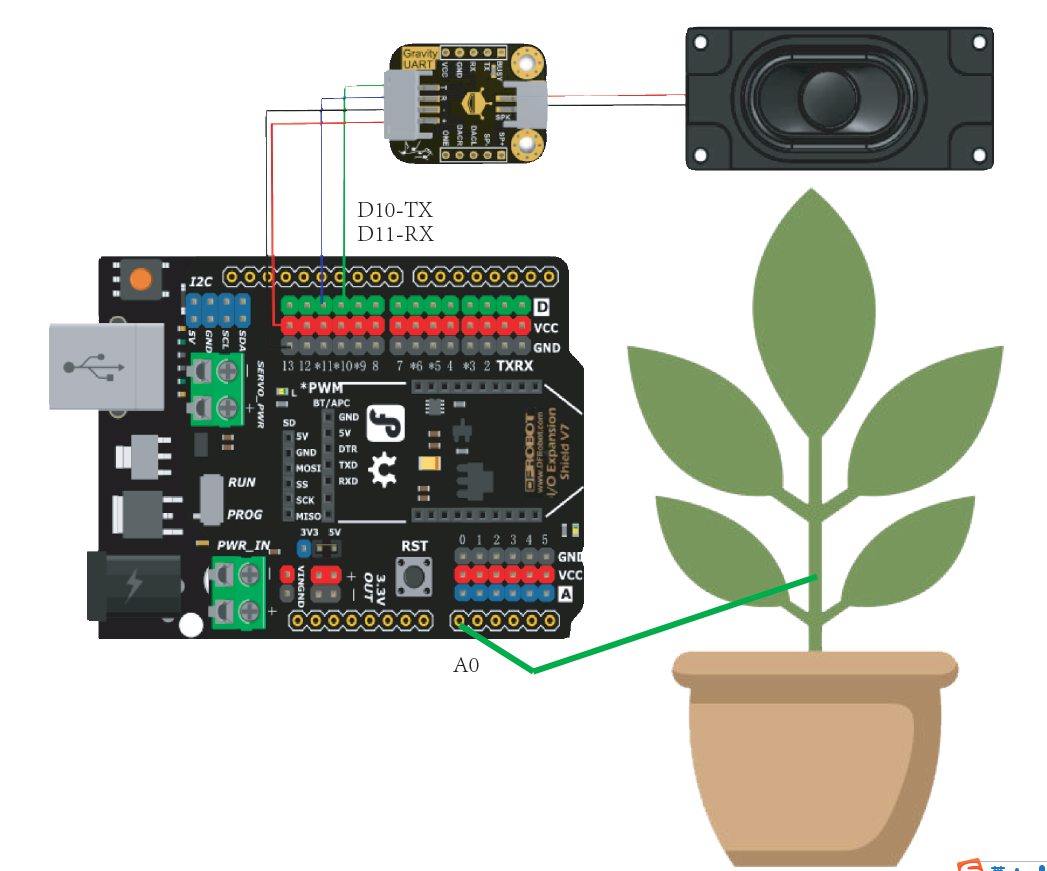 Gravity
UART
VCC
GND
RX
TX
BUSY
T
R
-
+
SPK
ONE
DACR
DACL
SP-
SP+
D10-TX
D11-RX
I2C
5V
GND
SCL
SDA
D
VCC
GND
13 12 *11 *10 *9 8 7 *6 *5 4 *3 2 TXRX
SERVO_PWR
-
+
L
*PWM
BT/APC
SD
5V
GND
MOSI
SS
SCK
MISO
GND
5V
DTR
TXD
RXD
DFROBOT
www.DFRobot.com
I/O Expansion
Shield V7
RUN
PROG
PWR_IN
-
+
3V3 5V
VIN
GND
+
-
3.3V
OUT
RST
0 1 2 3 4 5
GND
VCC
A
A0